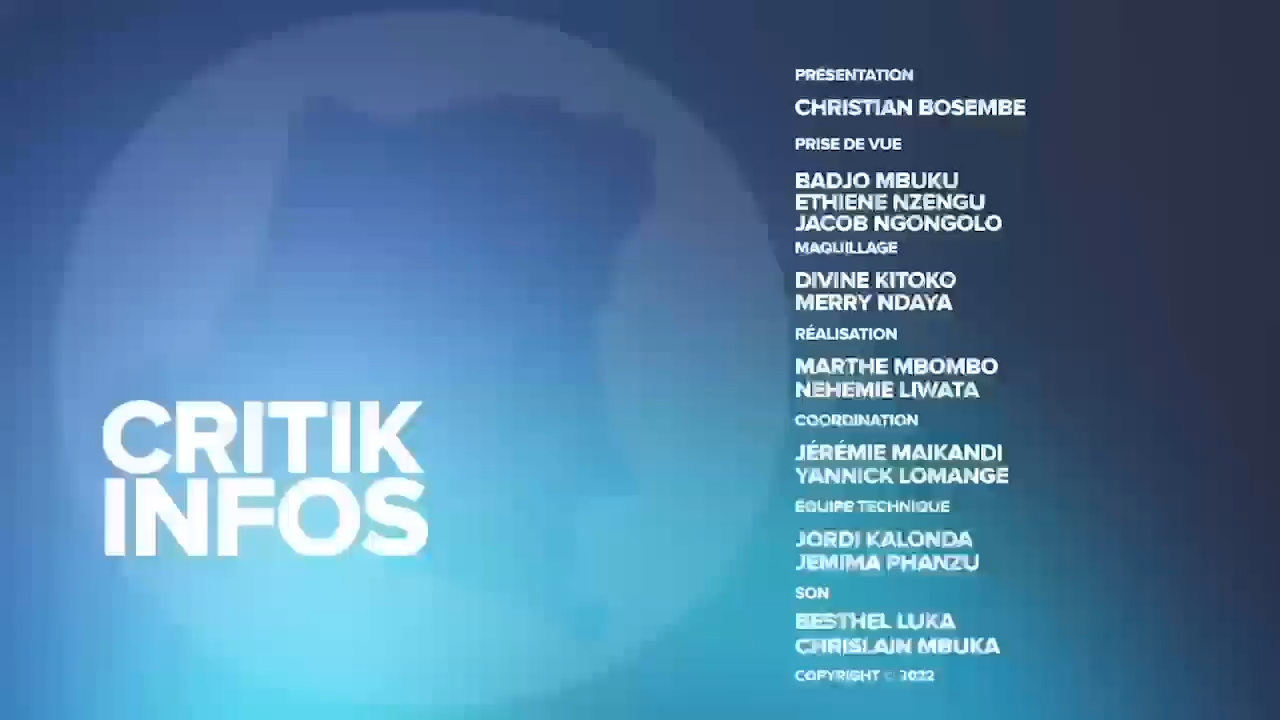 CRITIK
INFOS
PRÉSENTATION
CHRISTIAN BOSEMBE
PRISE DE VUE
BADJO MBUKU
ETHIENE NZENGU
JACOB NGONGOLO
MAQUILLAGE
DIVINE KITOKO
MERRY NDAYA
RÉALISATION
MARTHE MBOMBO
NEHEMIE LIWATA
COORDINATION
JÉRÉMIE MAIKANDI
YANNICK LOMANGE
ÉQUIPE TECHNIQUE
JORDI KALONDA
JEMIMA PHANZU
SON
BESTHEL LUKA
CHRISLAIN MBUKA
COPYRIGHT © 2022